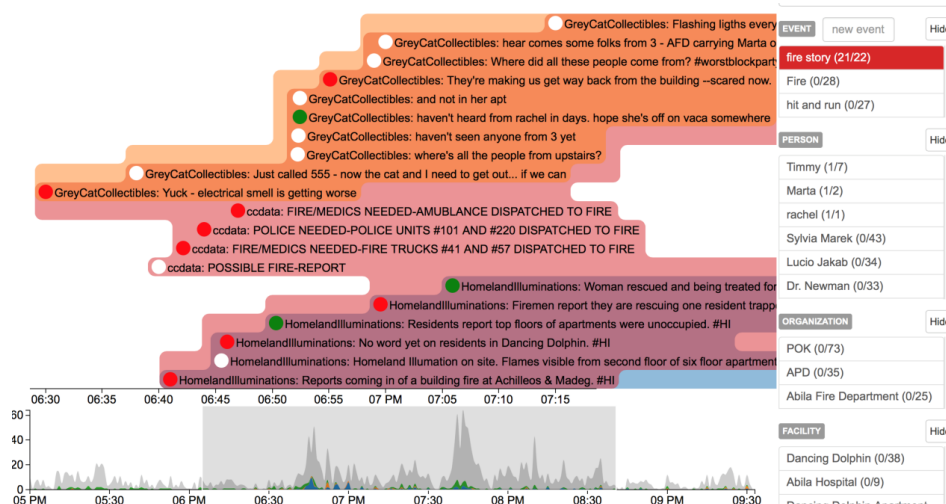 GreyCatCollectibles: Flashing ligths every
GreyCatCollectibles: hear comes some folks from 3 - AFD carrying Marta o
GreyCatCollectibles: Where did all these people come from? #worstblockparty
GreyCatCollectibles: They're making us get way back from the building --scared now.
GreyCatCollectibles: and not in her apt
GreyCatCollectibles: haven't heard from rachel in days. hope she's off on vaca somewhere
GreyCatCollectibles: haven't seen anyone from 3 yet
GreyCatCollectibles: where's all the people from upstairs?
GreyCatCollectibles: Just called 555 - now the cat and I need to get out... if we can
GreyCatCollectibles: Yuck - electrical smell is getting worse
ccdata: FIRE/MEDICS NEEDED-AMUBLANCE DISPATCHED TO FIRE
ccdata: POLICE NEEDED-POLICE UNITS #101 AND #220 DISPATCHED TO FIRE
ccdata: FIRE/MEDICS NEEDED-FIRE TRUCKS #41 AND #57 DISPATCHED TO FIRE
ccdata: POSSIBLE FIRE-REPORT
HomelandIlluminations: Woman rescued and being treated for
HomelandIlluminations: Firemen report they are rescuing one resident trappe
HomelandIlluminations: Residents report top floors of apartments were unoccupied. #HI
HomelandIlluminations: No word yet on residents in Dancing Dolphin. #HI
HomelandIlluminations: Homeland Illumation on site. Flames visible from second floor of six floor apartment
HomelandIlluminations: Reports coming in of a building fire at Achilleos & Madeg. #HI
06:30 06:35 06:40 06:45 06:50 06:55 07 PM 07:05 07:10 07:15
60
40
20
0
05 PM 05:30 06 PM 06:30 07 PM 07:30 08 PM 08:30 09 PM 09:30
EVENT new event Hide
fire story (21/22)
Fire (0/28)
hit and run (0/27)
PERSON Hide
Timmy (1/7)
Marta (1/2)
rachel (1/1)
Sylvia Marek (0/43)
Lucio Jakab (0/34)
Dr. Newman (0/33)
ORGANIZATION Hide
POK (0/73)
APD (0/35)
Abila Fire Department (0/25)
FACILITY Hide
Dancing Dolphin (0/38)
Abila Hospital (0/9)
Dancing Dolphin Apartment